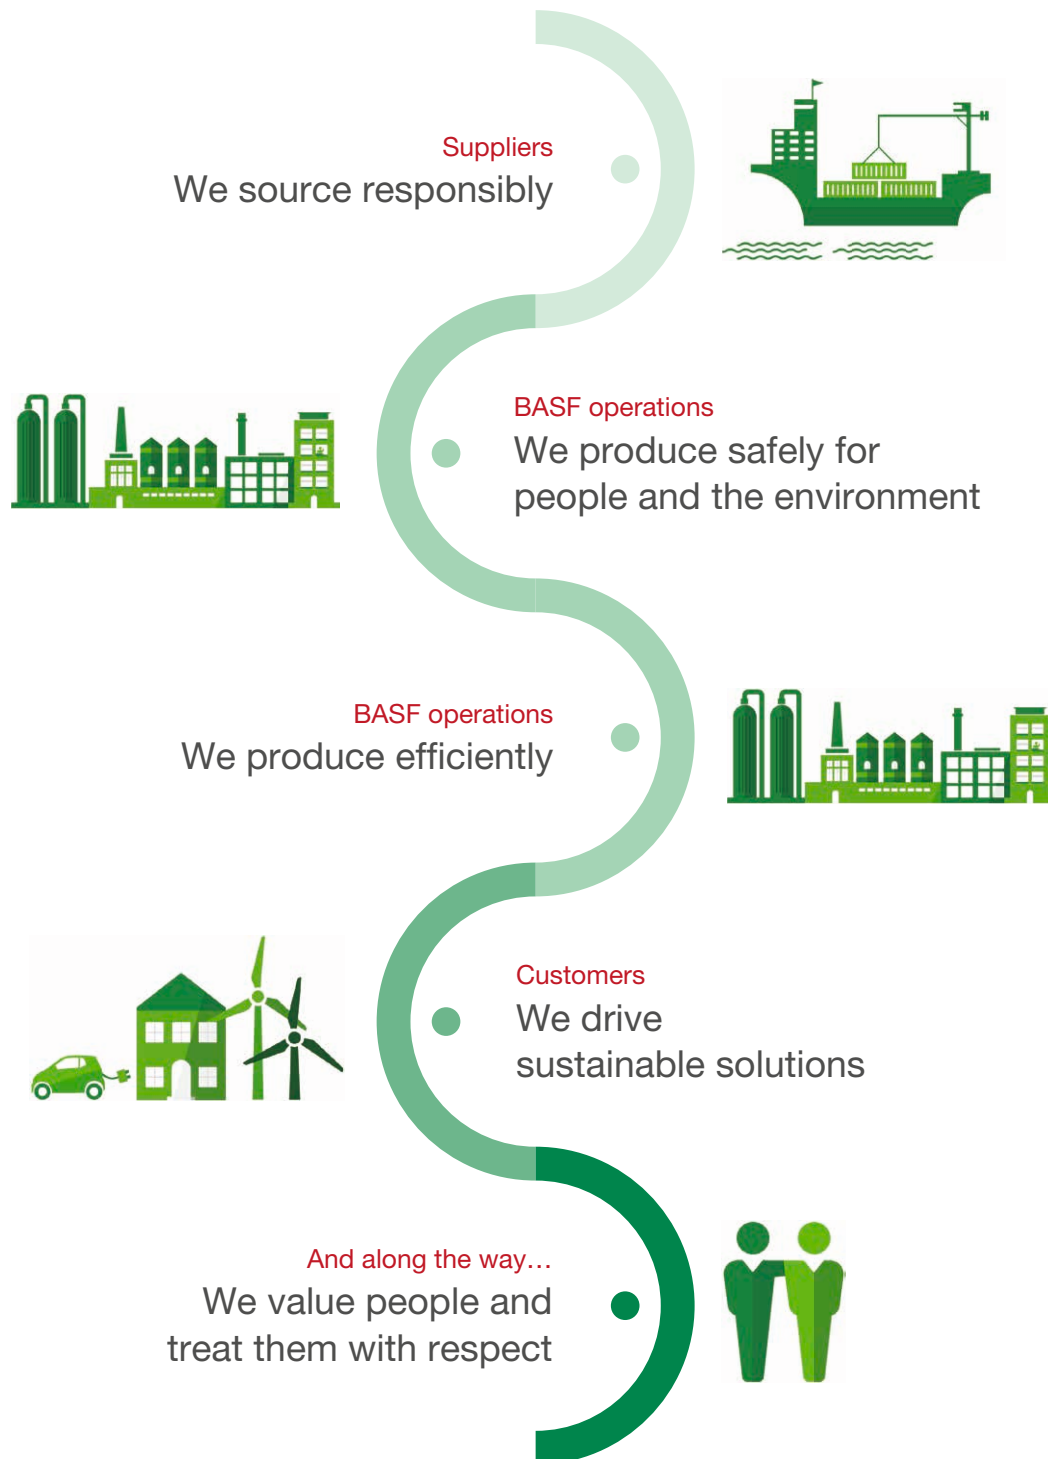 Suppliers
We source responsibly
BASF operations
We produce safely for
people and the environment
BASF operations
We produce efficiently
Customers
We drive
sustainable solutions
And along the way...
We value people and
treat them with respect